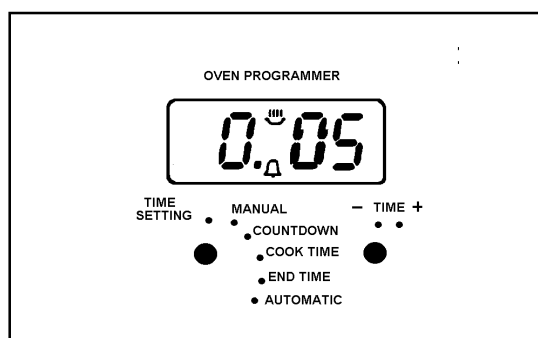 OVEN PROGRAMMER
0.05
TIME
SETTING
MANUAL
COUNTDOWN
COOK TIME
END TIME
AUTOMATIC
− TIME +